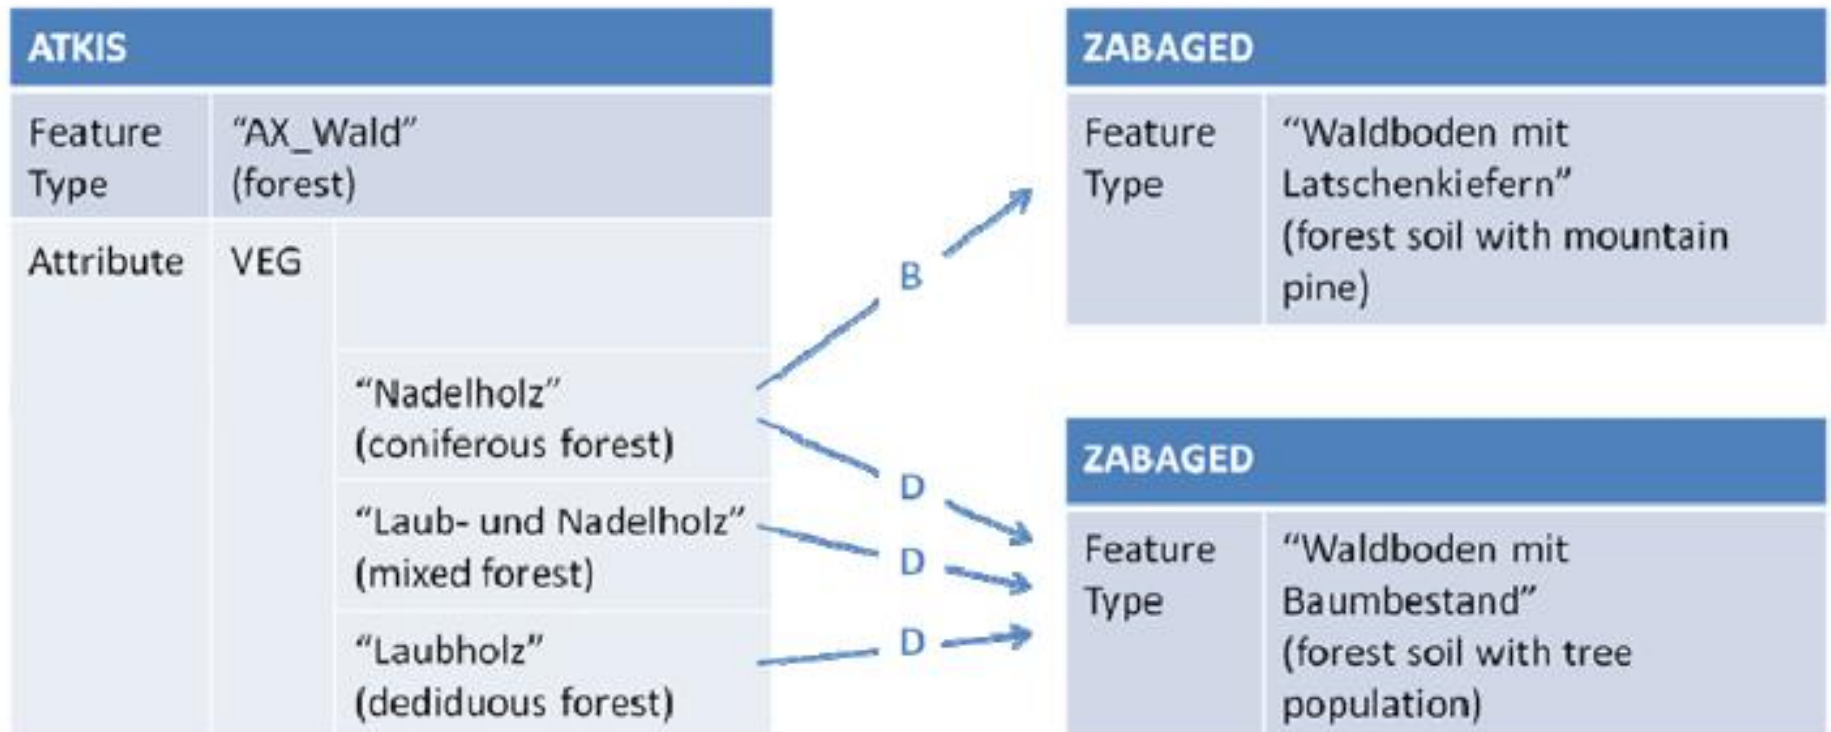 ATKIS
Feature
Type
“AX_Wald”
(forest)
Attribute
VEG
“Nadelholz”
(coniferous forest)
“Laub- und Nadelholz”
(mixed forest)
“Laubholz”
(dediduous forest)
B
D
D
D
ZABAGED
Feature
Type
“Waldboden mit
Latschenkiefern”
(forest soil with mountain
pine)
ZABAGED
Feature
Type
“Waldboden mit
Baumbestand”
(forest soil with tree
population)